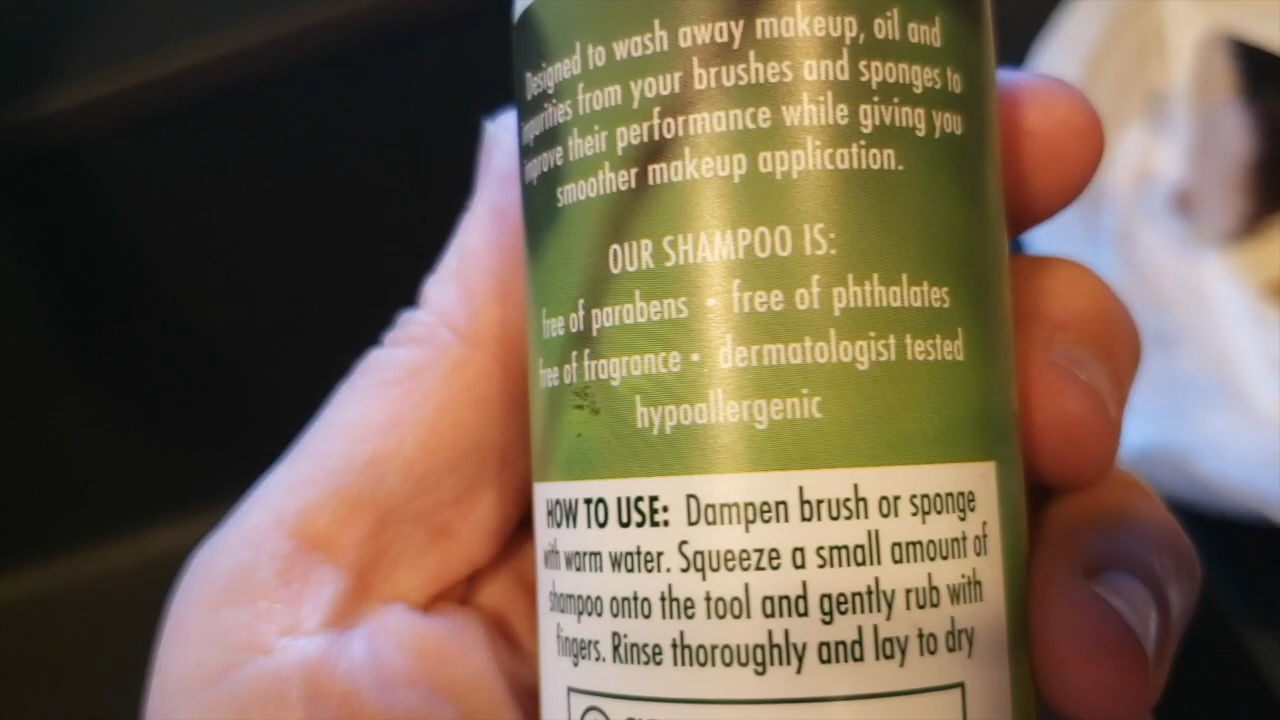 Designed to wash away makeup, oil and
impurities from your brushes and sponges to
improve their performance while giving you
smoother makeup application.
OUR SHAMPOO IS:
free of parabens • free of phthalates
free of fragrance • dermatologist tested
hypoallergenic
HOW TO USE: Dampen brush or sponge
with warm water. Squeeze a small amount of
shampoo onto the tool and gently rub with
fingers. Rinse thoroughly and lay to dry